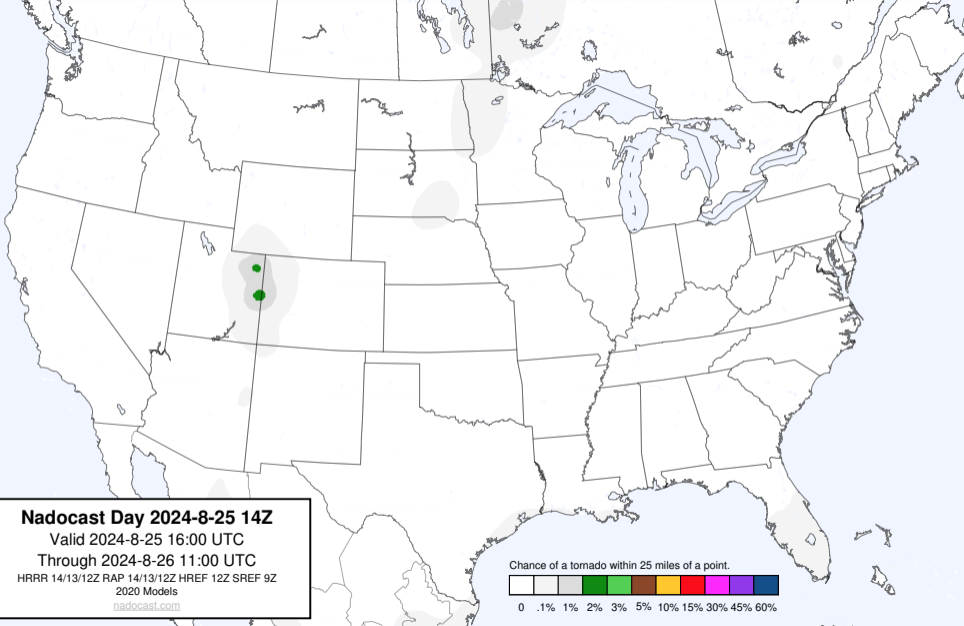 Nadocast Day 2024-8-25 14Z
Valid 2024-8-25 16:00 UTC
Through 2024-8-26 11:00 UTC
HRRR 14/13/12Z RAP 14/13/12Z HREF 12Z SREF 9Z
2020 Models
nadocast.com
Chance of a tornado within 25 miles of a point.
0 .1% 1% 2% 3% 5% 10% 15% 30% 45% 60%